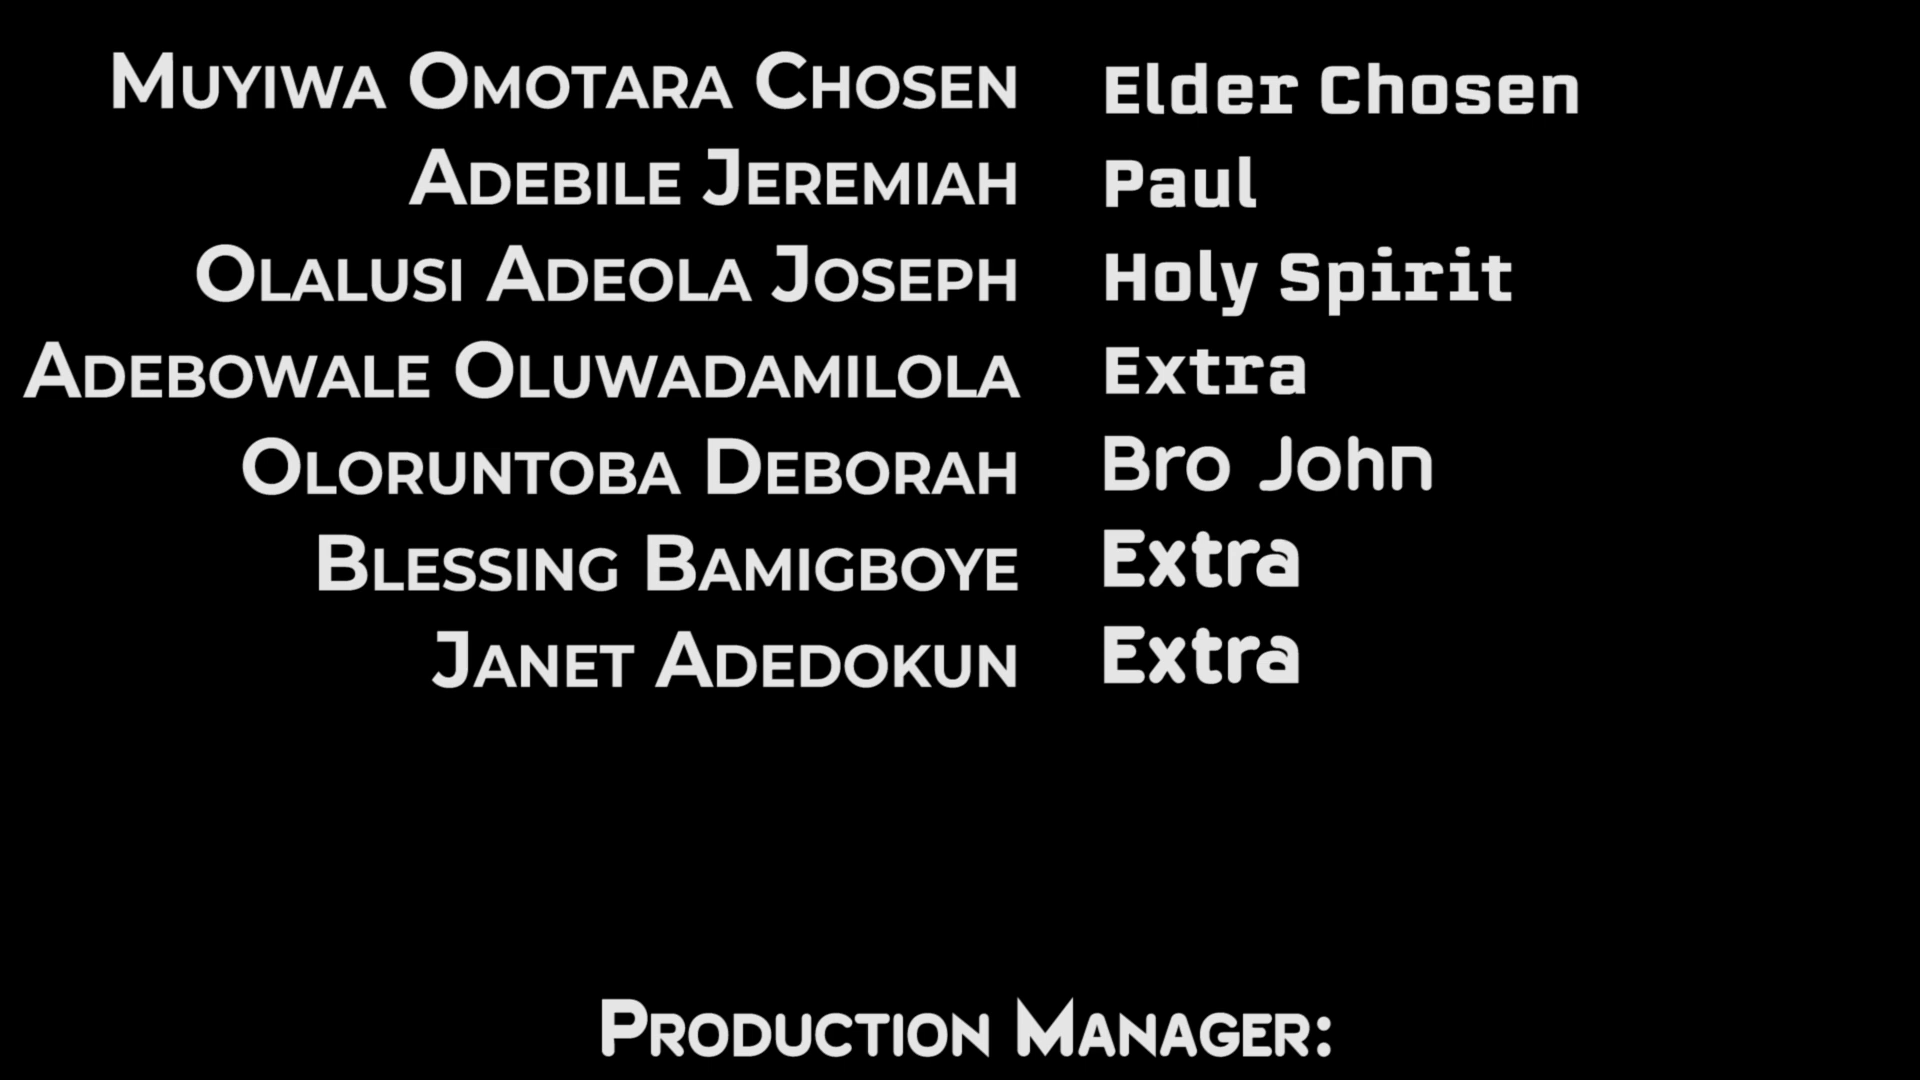 MUYIWA OMOTARA CHOSEN Elder Chosen
ADEBILE JEREMIAH Paul
OLALUSI ADEOLA JOSEPH Holy Spirit
ADEBOWALE OLUWADAMILOLA Extra
OLORUNTOBA DEBORAH Bro John
BLESSING BAMIGBOYE Extra
JANET ADEDOKUN Extra
PRODUCTION MANAGER: